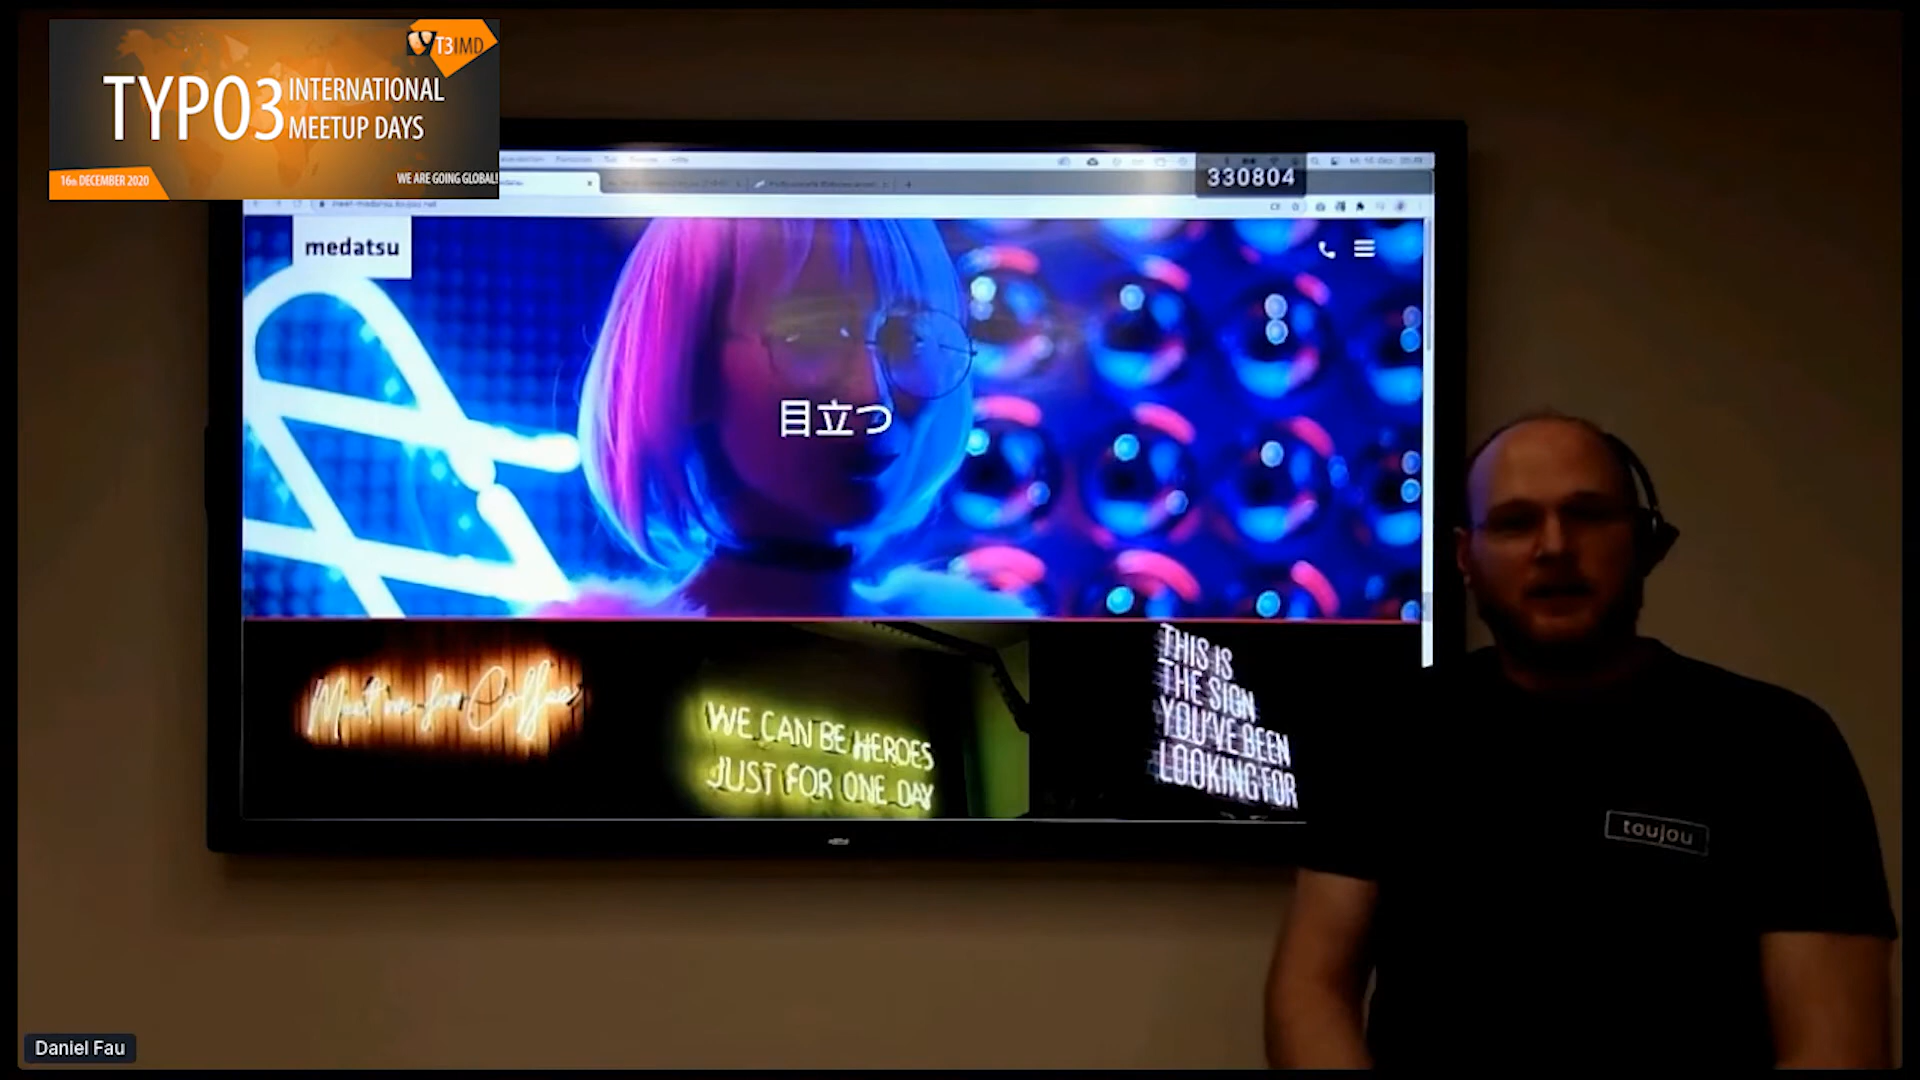 T3IMD
TYPO3 INTERNATIONAL
MEETUP DAYS
16th DECEMBER 2020
WE ARE GOING GLOBAL!
330804
medatsu
目立つ
Meet me for Coffee
WE CAN BE HEROES
JUST FOR ONE DAY
THIS IS
THE SIGN
YOU'VE BEEN
LOOKING FOR
toujou
Daniel Fau